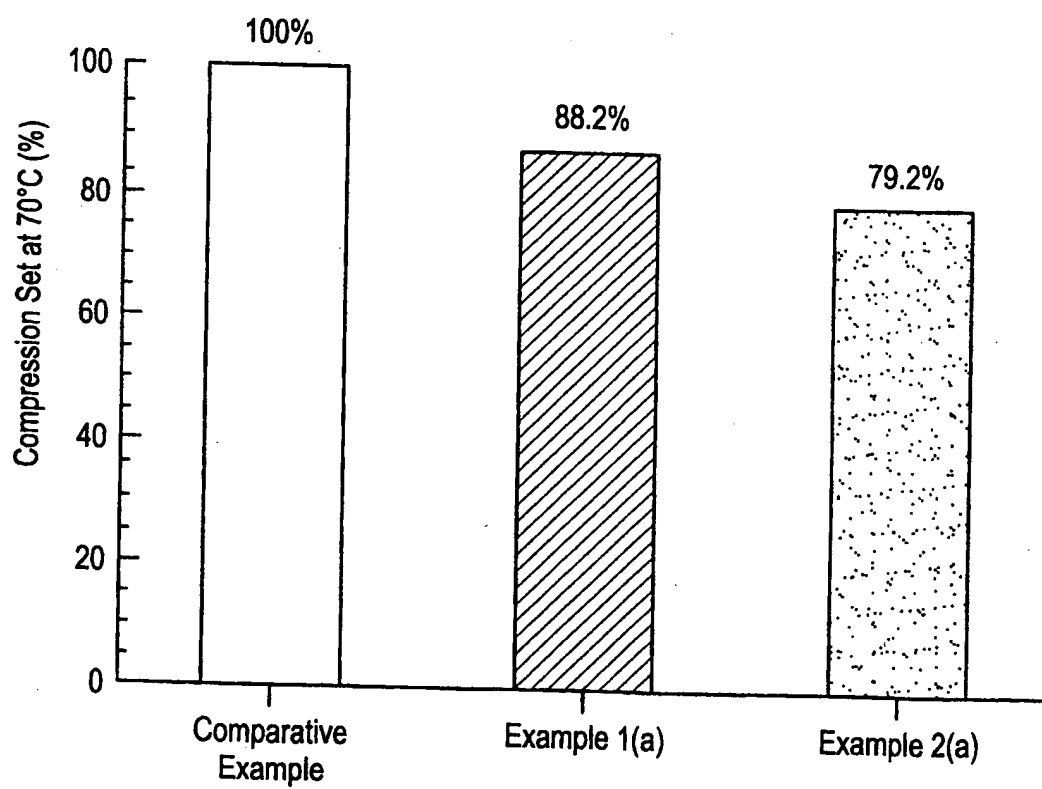 100%
88.2%
79.2%
Compression Set at 70°C (%)
100
80
60
40
20
0
Comparative
Example
Example 1(a)
Example 2(a)